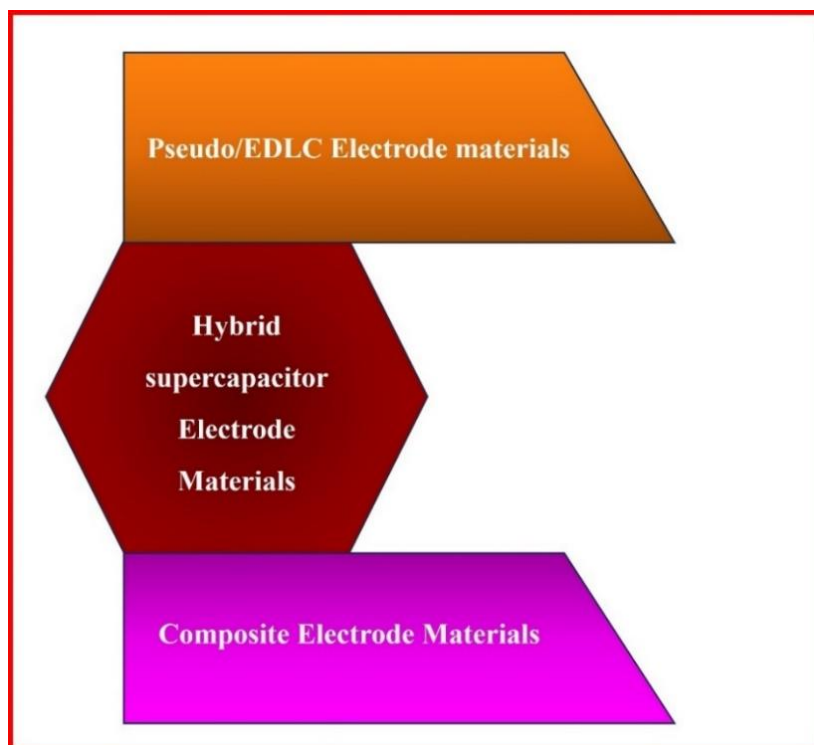 Pseudo/EDLC Electrode materials
Hybrid
supercapacitor
Electrode
Materials
Composite Electrode Materials